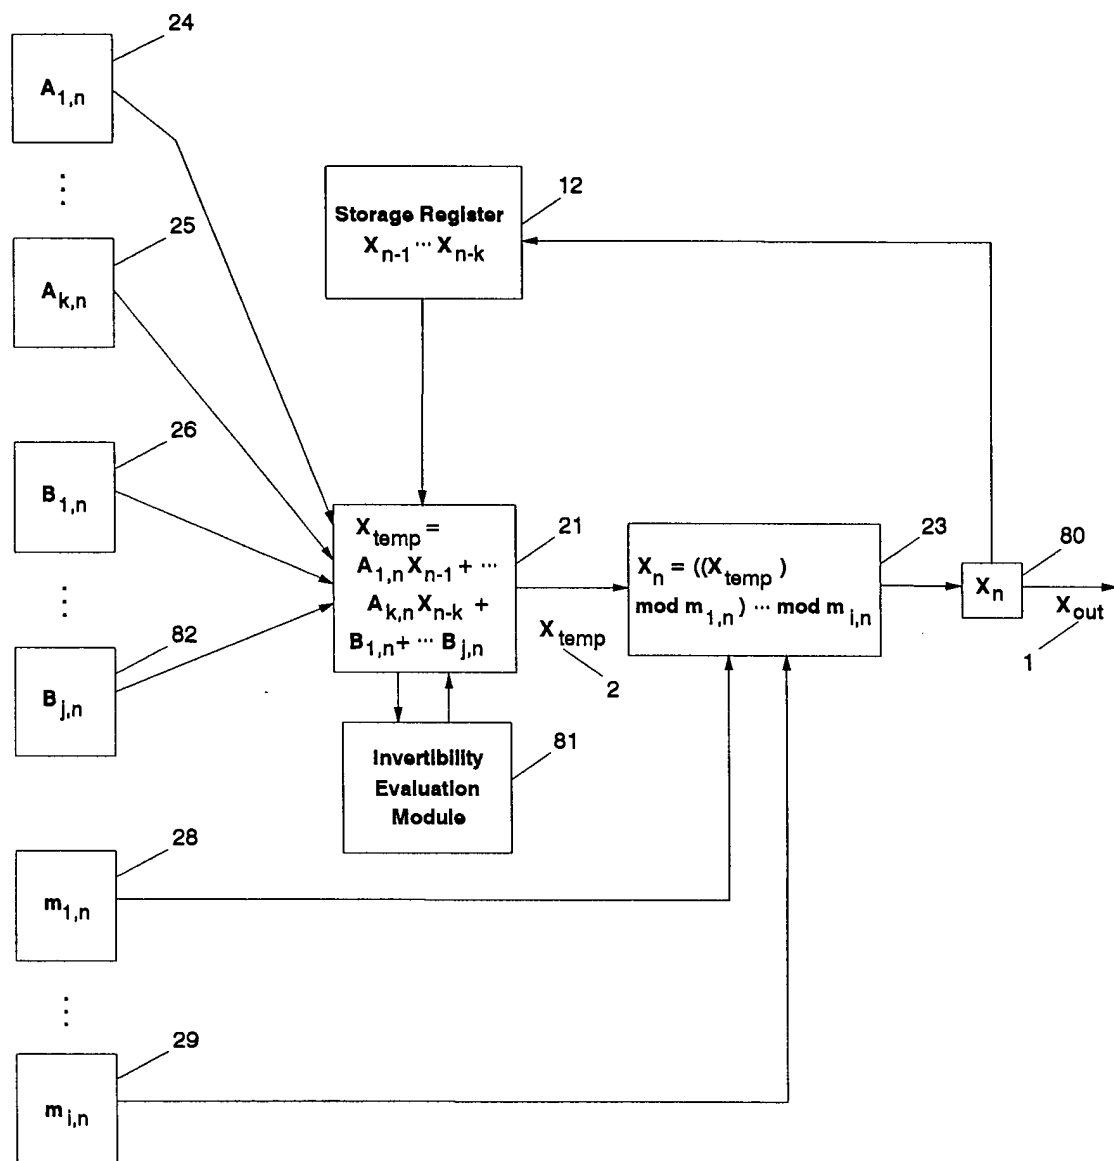 24
A1,n
⋮
12
Storage Register
Xn-1 ··· Xn-k
25
Ak,n
26
B1,n
⋮
Xtemp =
A1,nXn-1 + ···
Ak,nXn-k +
B1,n+ ··· Bj,n
21
Xn = ((Xtemp)
mod m1,n) ··· mod mi,n
23
80
Xn
Xout
1
Xtemp
2
82
Bj,n
Invertibility
Evaluation
Module
81
28
m1,n
⋮
29
mi,n